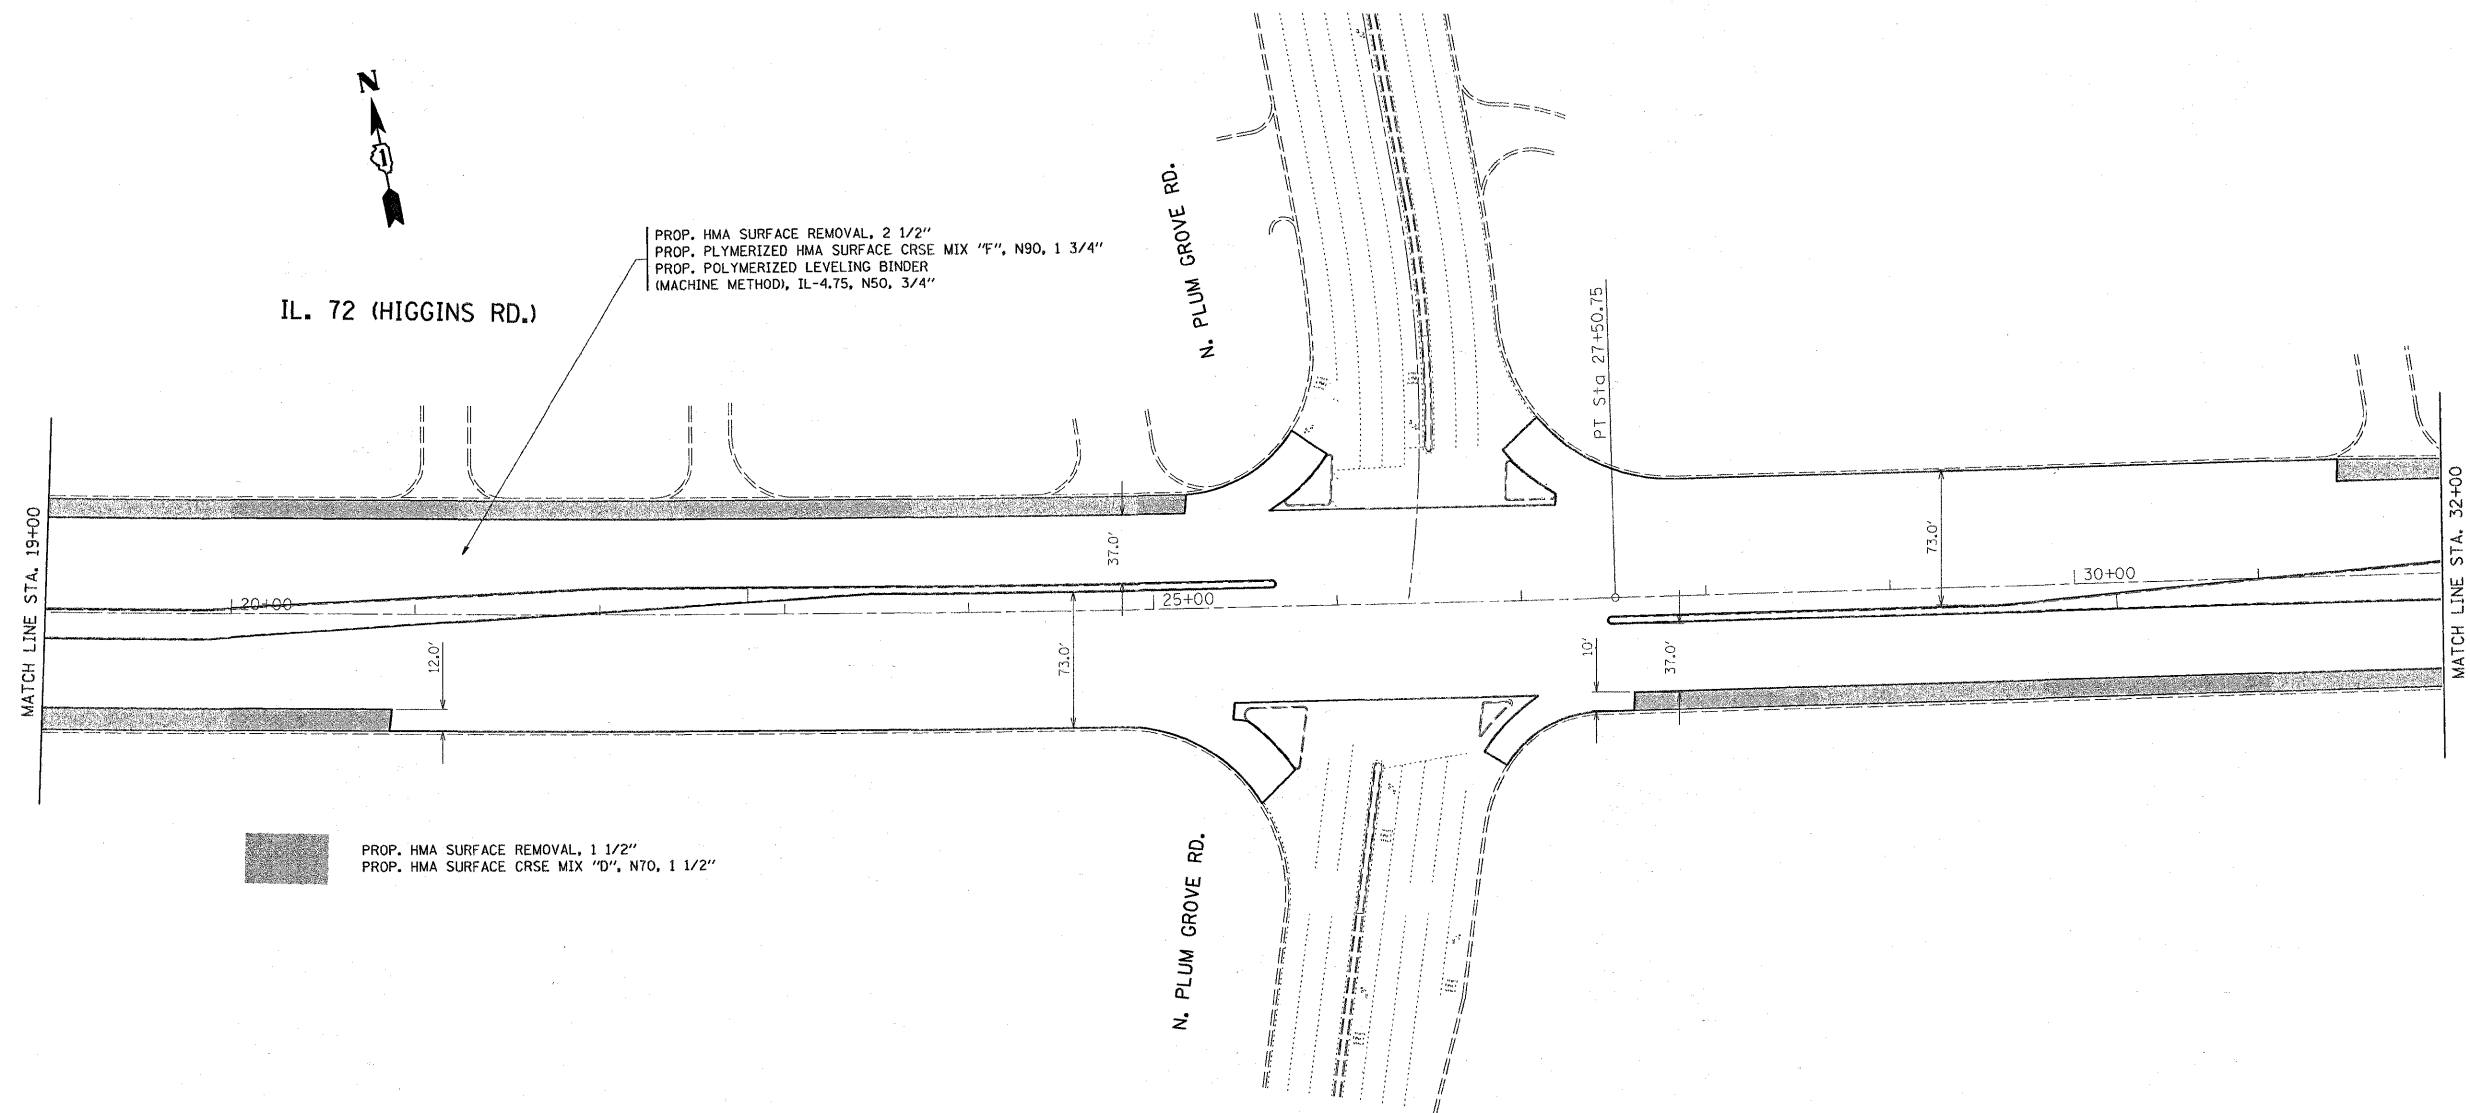 N
1
PROP. HMA SURFACE REMOVAL, 2 1/2"
PROP. PLYMERIZED HMA SURFACE CRSE MIX "F", N90, 1 3/4"
PROP. POLYMERIZED LEVELING BINDER
(MACHINE METHOD), IL-4.75, N50, 3/4"
IL. 72 (HIGGINS RD.)
N. PLUM GROVE RD.
PT Sta 27+50.75
MATCH LINE STA. 19+00
20+00
12.0'
73.0'
37.0'
25+00
10'
37.0'
73.0'
30+00
MATCH LINE STA. 32+00
PROP. HMA SURFACE REMOVAL, 1 1/2"
PROP. HMA SURFACE CRSE MIX "D", N70, 1 1/2"
N. PLUM GROVE RD.